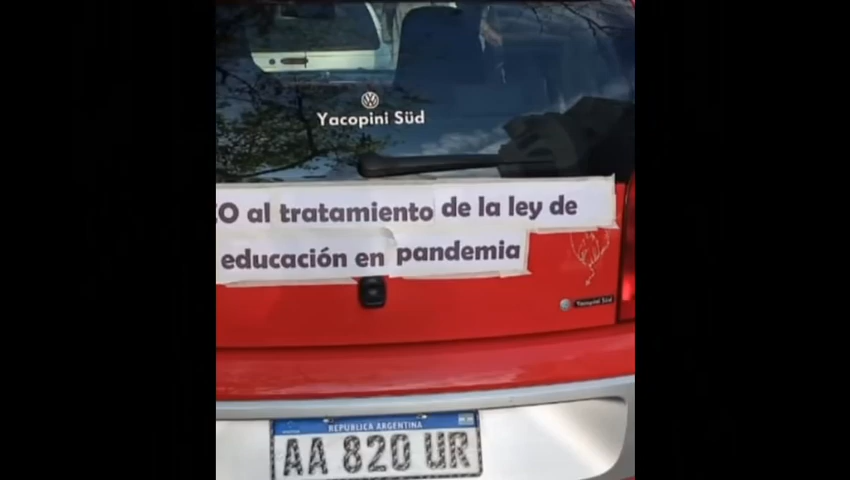 Yacopini Süd
O al tratamiento de la ley de
educación en pandemia
Yacopini Süd
REPUBLICA ARGENTINA
AA 820 UR